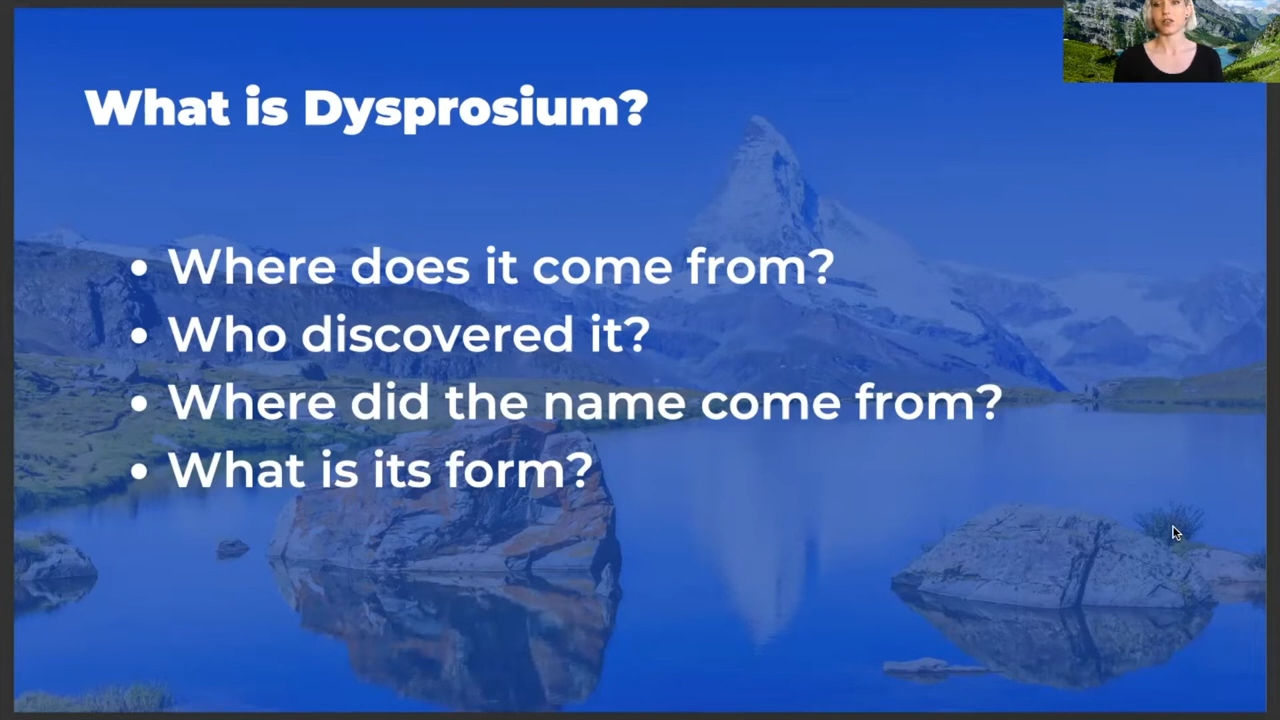 What is Dysprosium?
• Where does it come from?
• Who discovered it?
• Where did the name come from?
• What is its form?